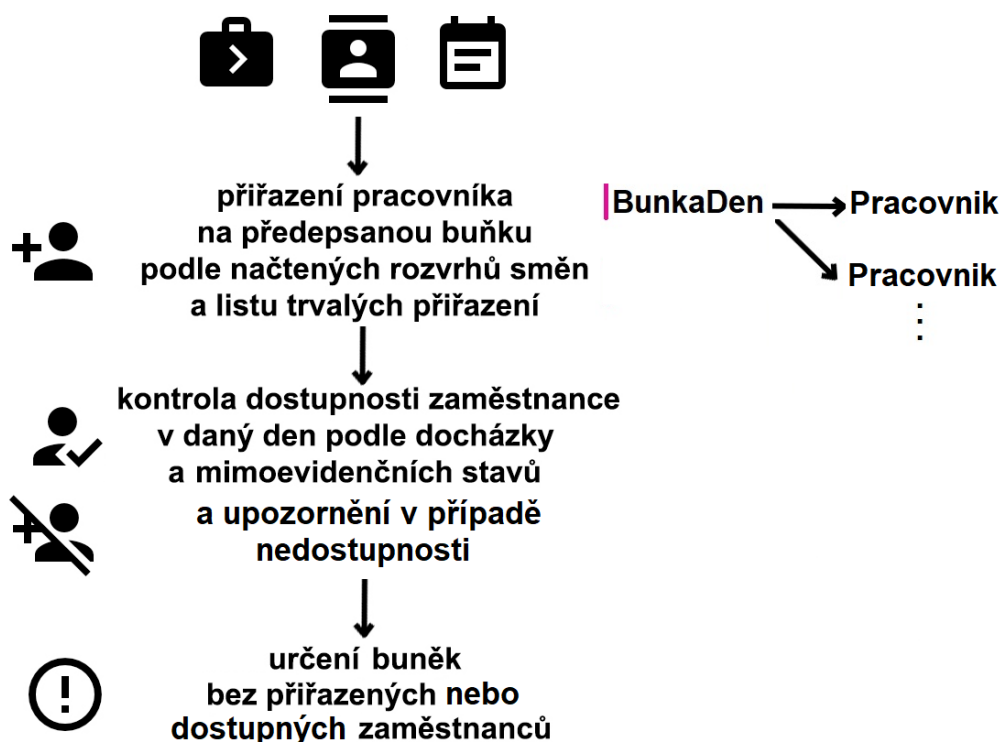 přiřazení pracovníka
na předepsanou buňku
podle načtených rozvrhů směn
a listu trvalých přiřazení
BunkaDen
Pracovnik
Pracovnik
kontrola dostupnosti zaměstnance
v daný den podle docházky
a mimoevidenčních stavů
a upozornění v případě
nedostupnosti
určení buněk
bez přiřazených nebo
dostupných zaměstnanců